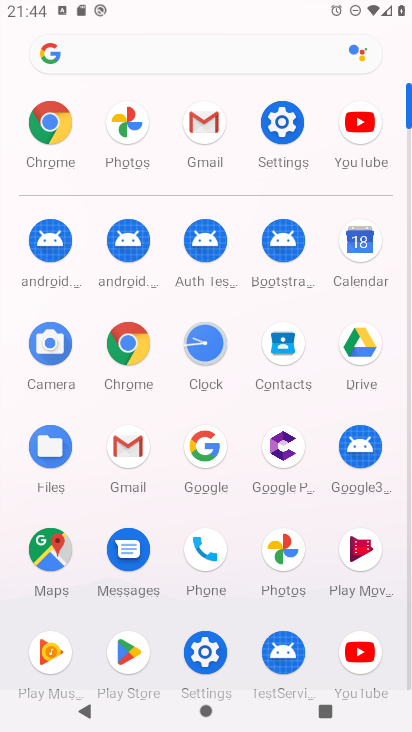 21:44
Chrome Photos Gmail Settings YouTube
android.... android.... Auth Tes... Bootstra... Calendar
Camera Chrome Clock Contacts Drive
Files Gmail Google Google P... Google3...
Maps Messages Phone Photos Play Mov...
Play Mus... Play Store Settings TestServi... YouTube